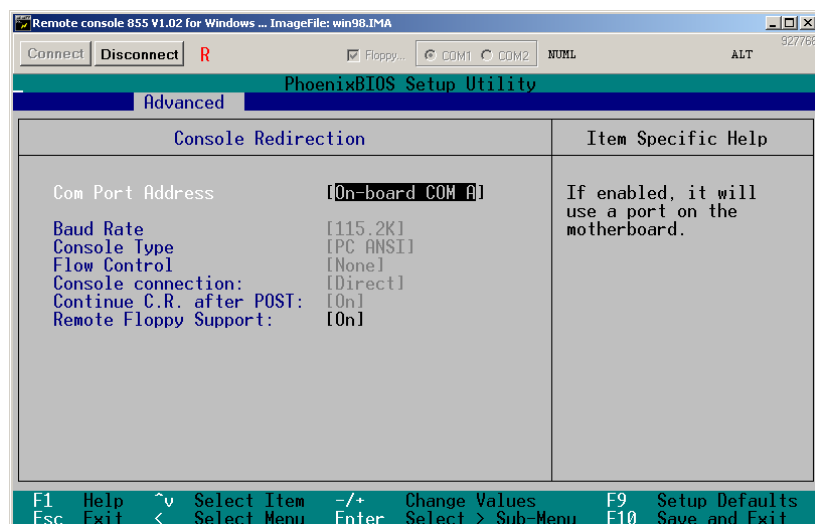 Remote console 855 V1.02 for Windows ... ImageFile: win98.IMA
Connect Disconnect R Floppy... COM1 COM2 NUML ALT 927766
PhoenixBIOS Setup Utility
Advanced
Console Redirection Item Specific Help
Com Port Address [On-board COM A] If enabled, it will
use a port on the
Baud Rate [115.2K] motherboard.
Console Type [PC ANSI]
Flow Control [None]
Console connection: [Direct]
Continue C.R. after POST: [On]
Remote Floppy Support: [On]
F1 Help ^v Select Item -/+ Change Values F9 Setup Defaults
Esc Exit < Select Menu Enter Select > Sub-Menu F10 Save and Exit